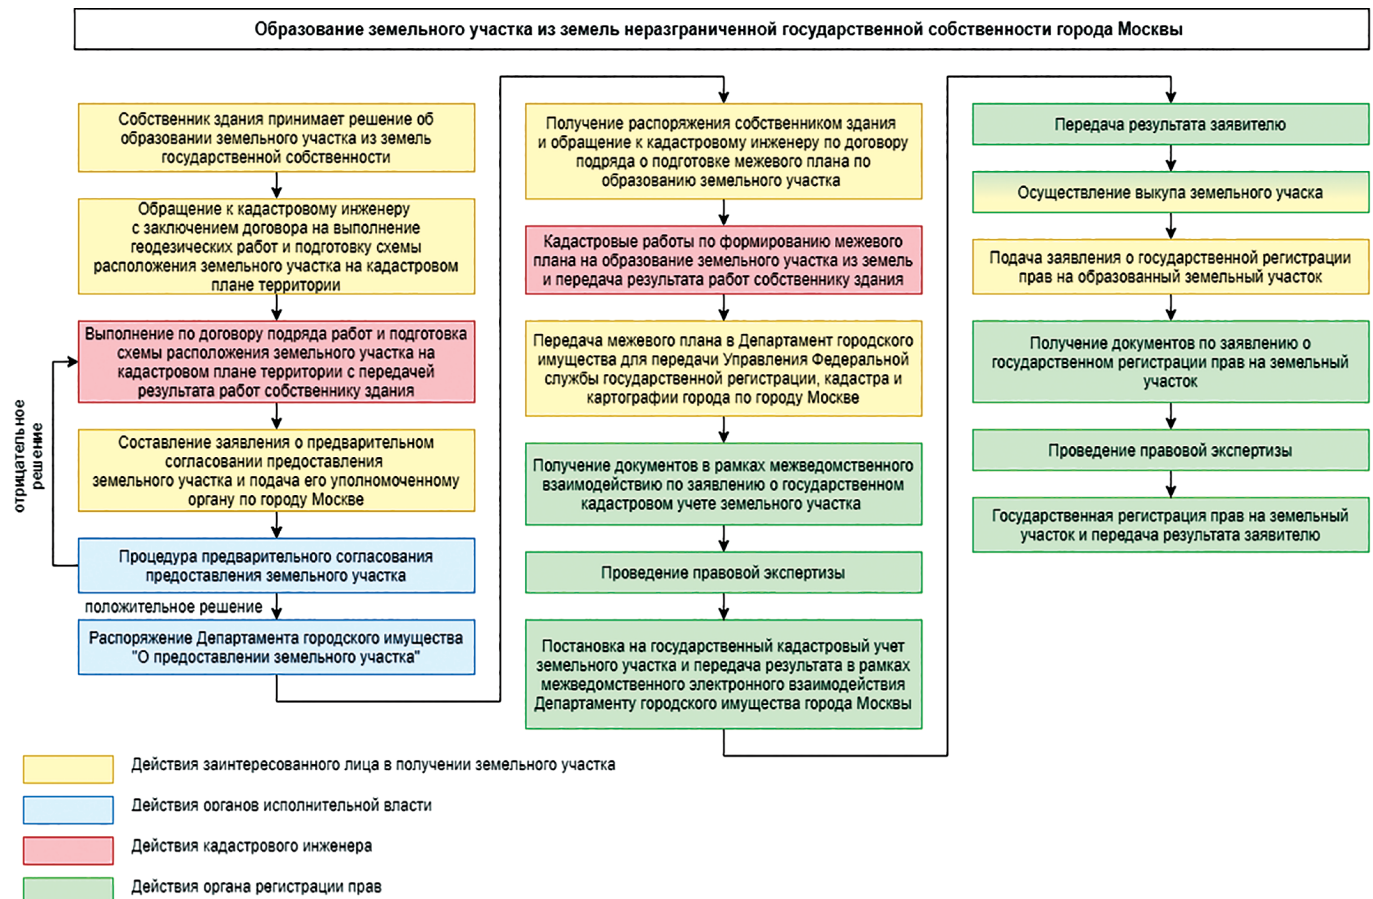 Образование земельного участка из земель неразграниченной государственной собственности города Москвы
Собственник здания принимает решение об
образовании земельного участка из земель
государственной собственности
Обращение к кадастровому инженеру
с заключением договора на выполнение
геодезических работ и подготовку схемы
расположения земельного участка на кадастровом
плане территории
Выполнение по договору подряда работ и подготовка
схемы расположения земельного участка на
кадастровом плане территории с передачей
результата работ собственнику здания
отрицательное
решение
Составление заявления о предварительном
согласовании предоставления
земельного участка и подача его уполномоченному
органу по городу Москве
Процедура предварительного согласования
предоставления земельного участка
положительное решение
Распоряжение Департамента городского имущества
"О предоставлении земельного участка"
Получение распоряжения собственником здания
и обращение к кадастровому инженеру по договору
подряда о подготовке межевого плана по
образованию земельного участка
Кадастровые работы по формированию межевого
плана на образование земельного участка из земель
и передача результата работ собственнику здания
Передача межевого плана в Департамент городского
имущества для передачи Управления Федеральной
службы государственной регистрации, кадастра и
картографии города по городу Москве
Получение документов в рамках межведомственного
взаимодействию по заявлению о государственном
кадастровом учете земельного участка
Проведение правовой экспертизы
Постановка на государственный кадастровый учет
земельного участка и передача результата в рамках
межведомственного электронного взаимодействия
Департаменту городского имущества города Москвы
Передача результата заявителю
Осуществление выкупа земельного учаска
Подача заявления о государственной регистрации
прав на образованный земельный участок
Получение документов по заявлению о
государственном регистрации прав на земельный
участок
Проведение правовой экспертизы
Государственная регистрация прав на земельный
участок и передача результата заявителю
Действия заинтересованного лица в получении земельного участка
Действия органов исполнительной власти
Действия кадастрового инженера
Действия органа регистрации прав